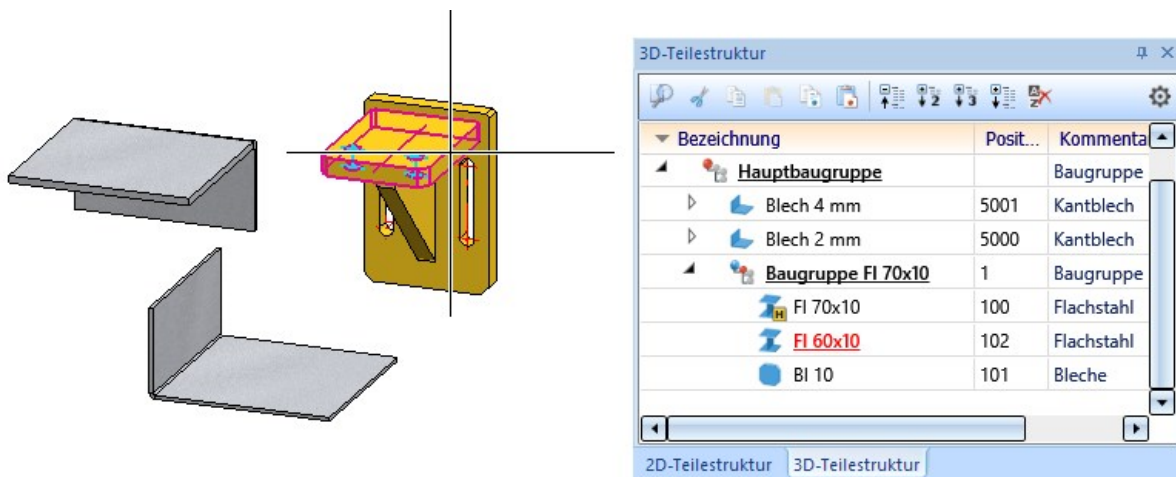 3D-Teilestruktur
2 3 A Z
Bezeichnung Posit... Kommenta
Hauptbaugruppe Baugruppe
Blech 4 mm 5001 Kantblech
Blech 2 mm 5000 Kantblech
Baugruppe Fl 70x10 1 Baugruppe
H Fl 70x10 100 Flachstahl
Fl 60x10 102 Flachstahl
Bl 10 101 Bleche
2D-Teilestruktur 3D-Teilestruktur